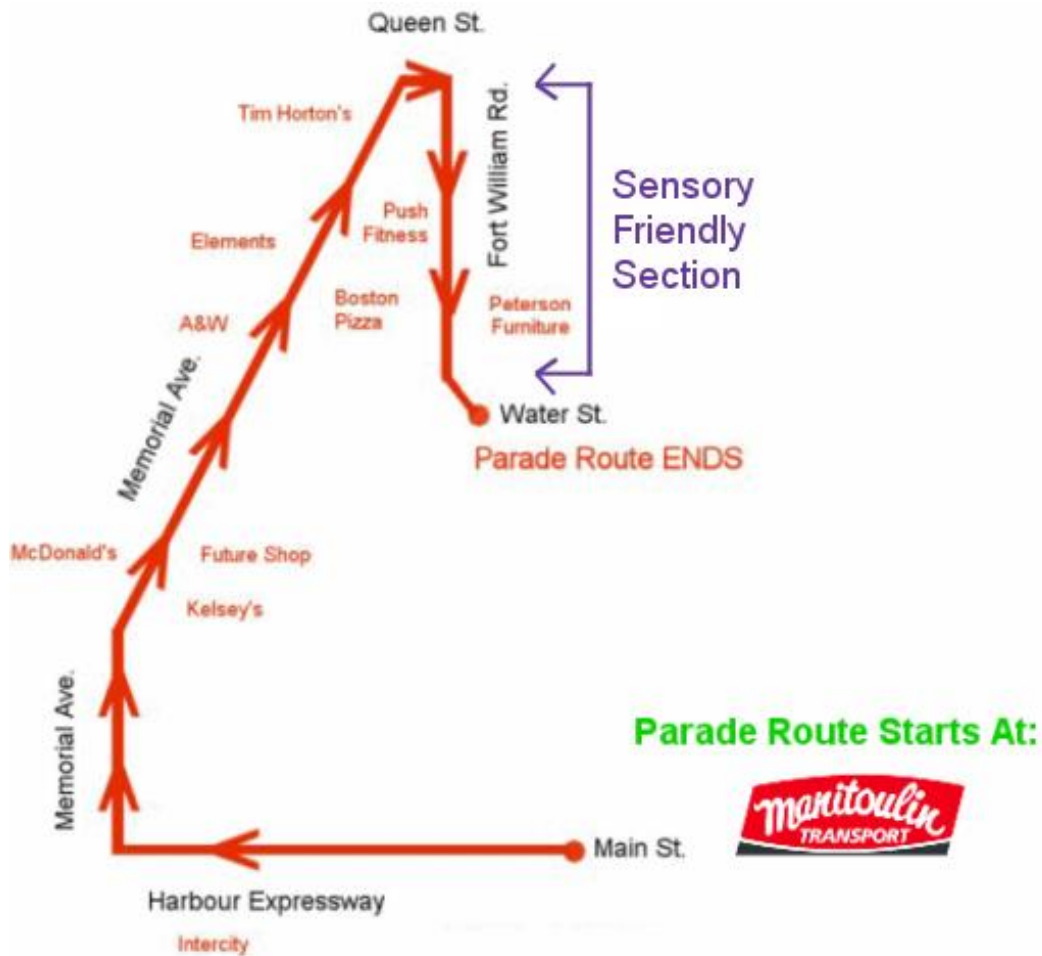 Queen St.
Tim Horton's
Fort William Rd.
Sensory
Friendly
Section
Push
Fitness
Elements
Boston
Pizza
Peterson
Furniture
A&W
Memorial Ave.
Water St.
Parade Route ENDS
McDonald's
Future Shop
Kelsey's
Memorial Ave.
Parade Route Starts At:
Manitoulin
TRANSPORT
Main St.
Harbour Expressway
Intercity